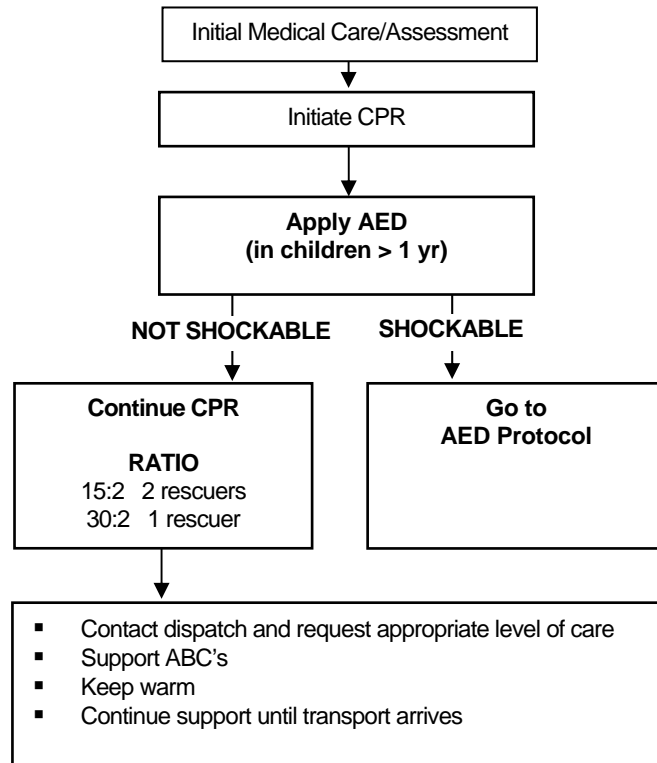 Initial Medical Care/Assessment
Initiate CPR
Apply AED
(in children > 1 yr)
NOT SHOCKABLE
SHOCKABLE
Continue CPR
RATIO
15:2 2 rescuers
30:2 1 rescuer
Go to
AED Protocol
▪ Contact dispatch and request appropriate level of care
▪ Support ABC's
▪ Keep warm
▪ Continue support until transport arrives